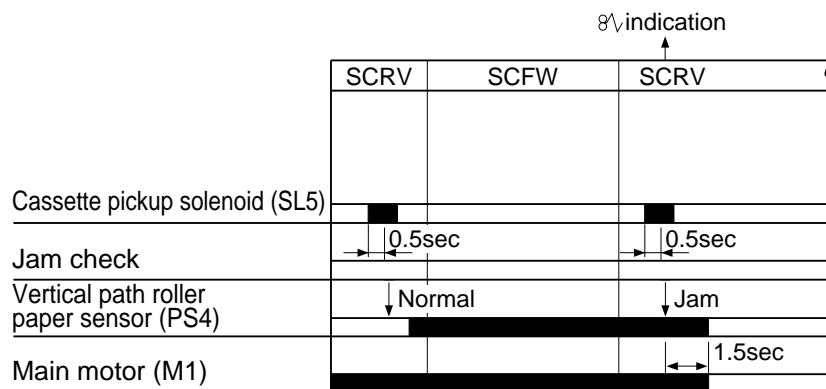 indication
SCRV SCFW SCRV
Cassette pickup solenoid (SL5)
0.5sec 0.5sec
Jam check
Vertical path roller
paper sensor (PS4)
Normal Jam
1.5sec
Main motor (M1)